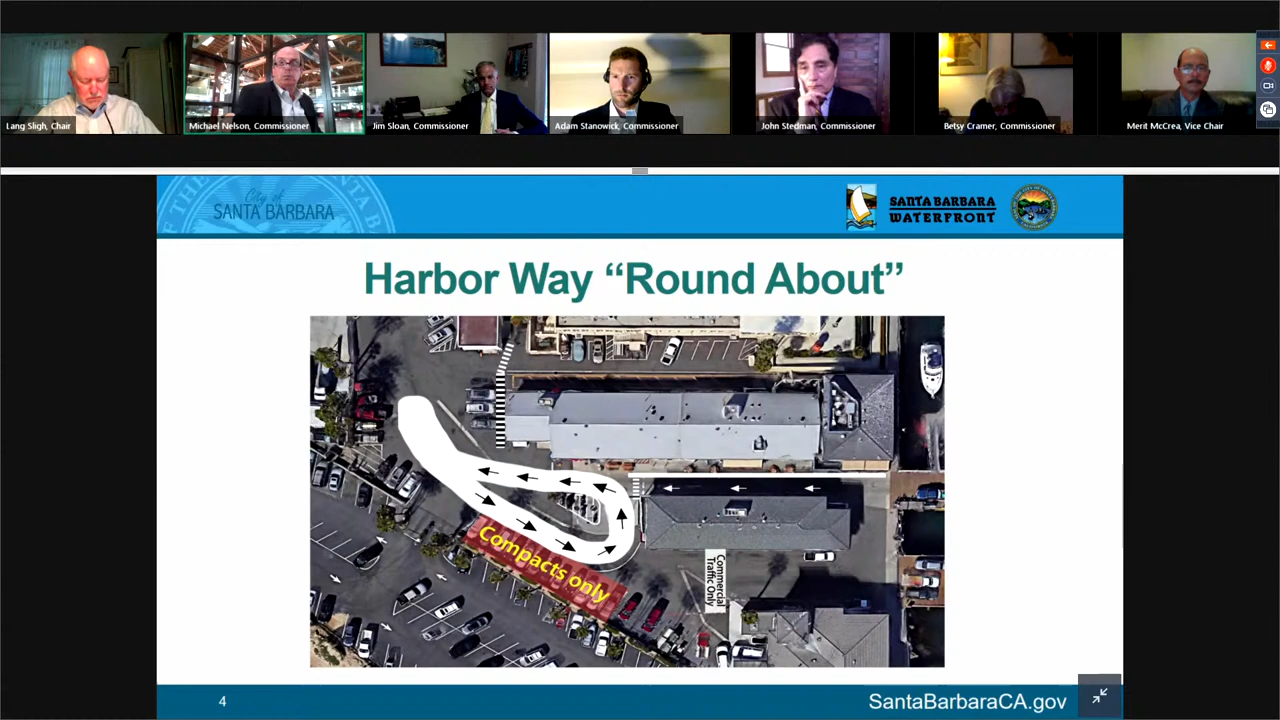 Lang Sligh, Chair
Michael Nelson, Commissioner
Jim Sloan, Commissioner
Adam Stanowick, Commissioner
John Stedman, Commissioner
Betsy Cramer, Commissioner
Merit McCrea, Vice Chair
City of
SANTA BARBARA
SANTA BARBARA
WATERFRONT
Harbor Way “Round About”
Compacts only
Commercial
Traffic Only
4
SantaBarbaraCA.gov